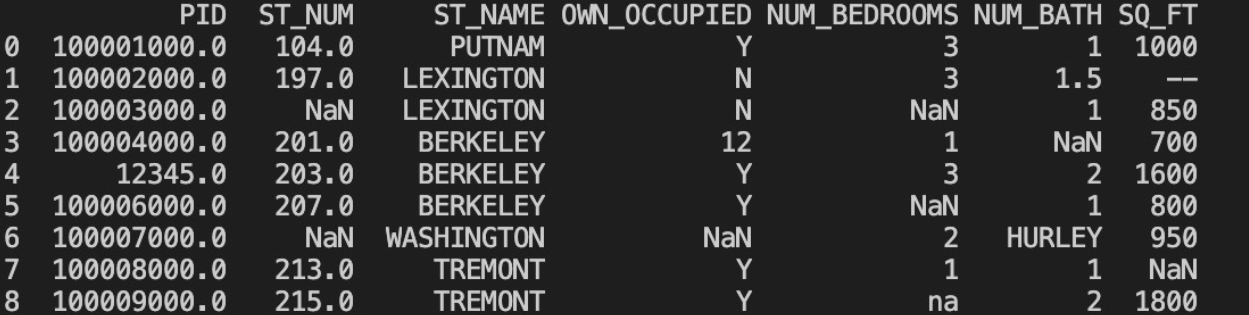 PID ST_NUM ST_NAME OWN_OCCUPIED NUM_BEDROOMS NUM_BATH SQ_FT
0 100001000.0 104.0 PUTNAM Y 3 1 1000
1 100002000.0 197.0 LEXINGTON N 3 1.5 --
2 100003000.0 NaN LEXINGTON N NaN 1 850
3 100004000.0 201.0 BERKELEY 12 1 NaN 700
4 12345.0 203.0 BERKELEY Y 3 2 1600
5 100006000.0 207.0 BERKELEY Y NaN 1 800
6 100007000.0 NaN WASHINGTON NaN 2 HURLEY 950
7 100008000.0 213.0 TREMONT Y 1 1 NaN
8 100009000.0 215.0 TREMONT Y na 2 1800